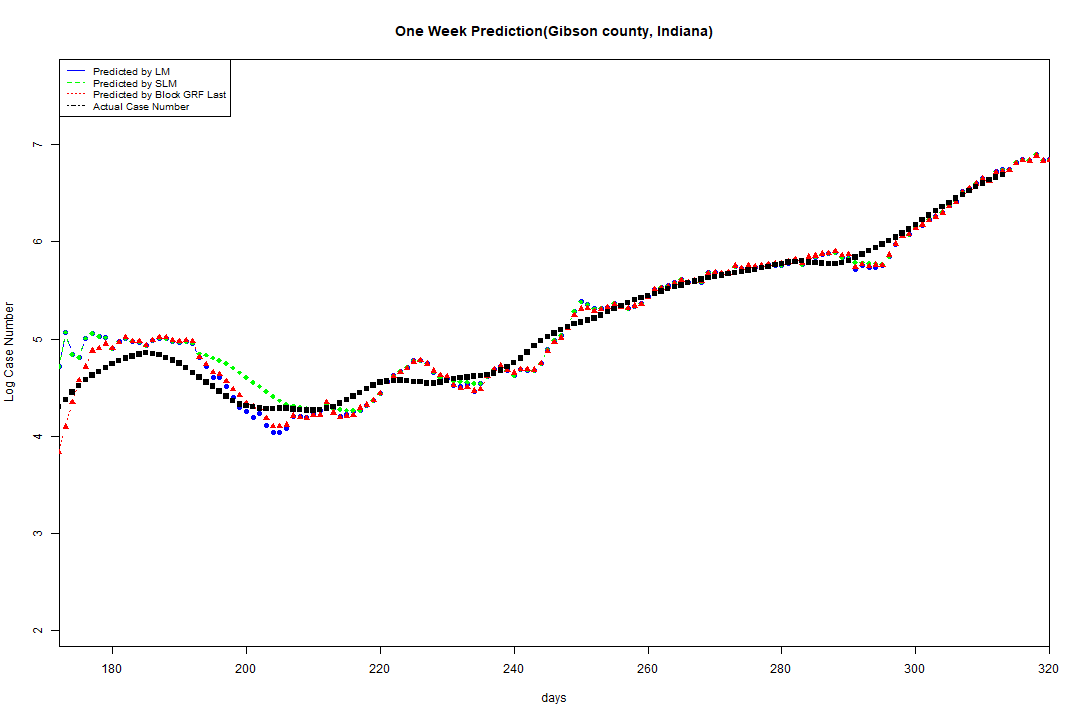 One Week Prediction(Gibson county, Indiana)
Predicted by LM
Predicted by SLM
Predicted by Block GRF Last
Actual Case Number
7
6
5
4
3
2
Log Case Number
180 200 220 240 260 280 300 320
days